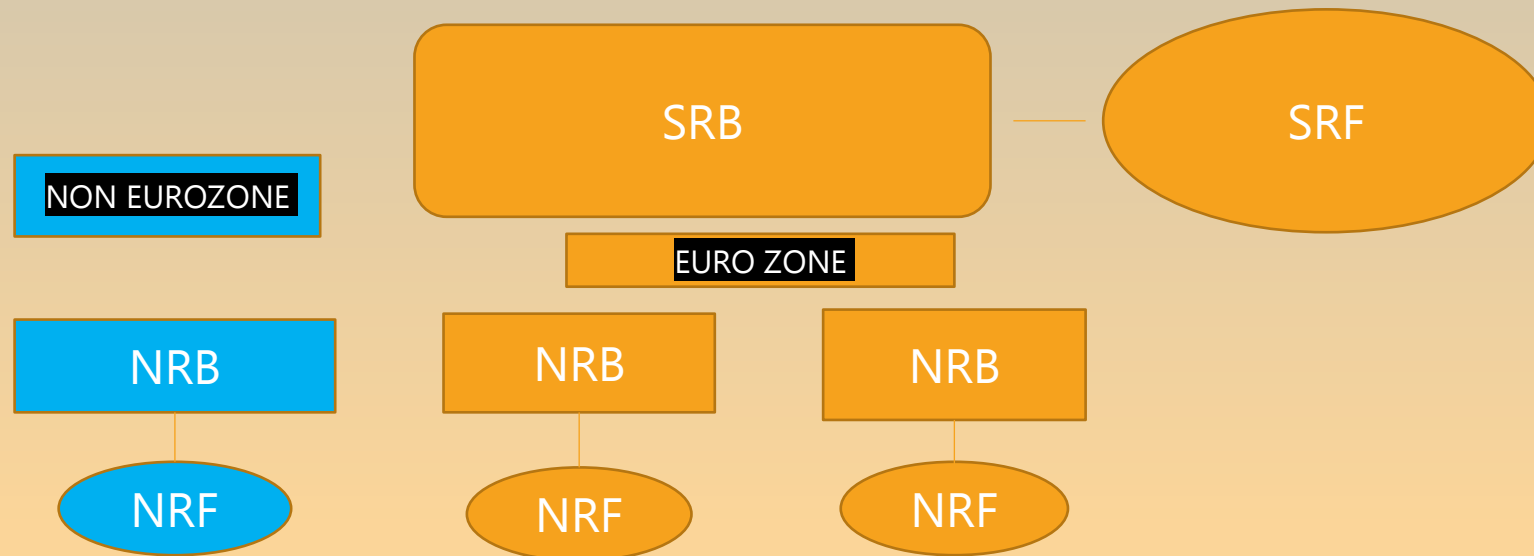 SRB
SRF
NON EUROZONE
EURO ZONE
NRB
NRB
NRB
NRF
NRF
NRF